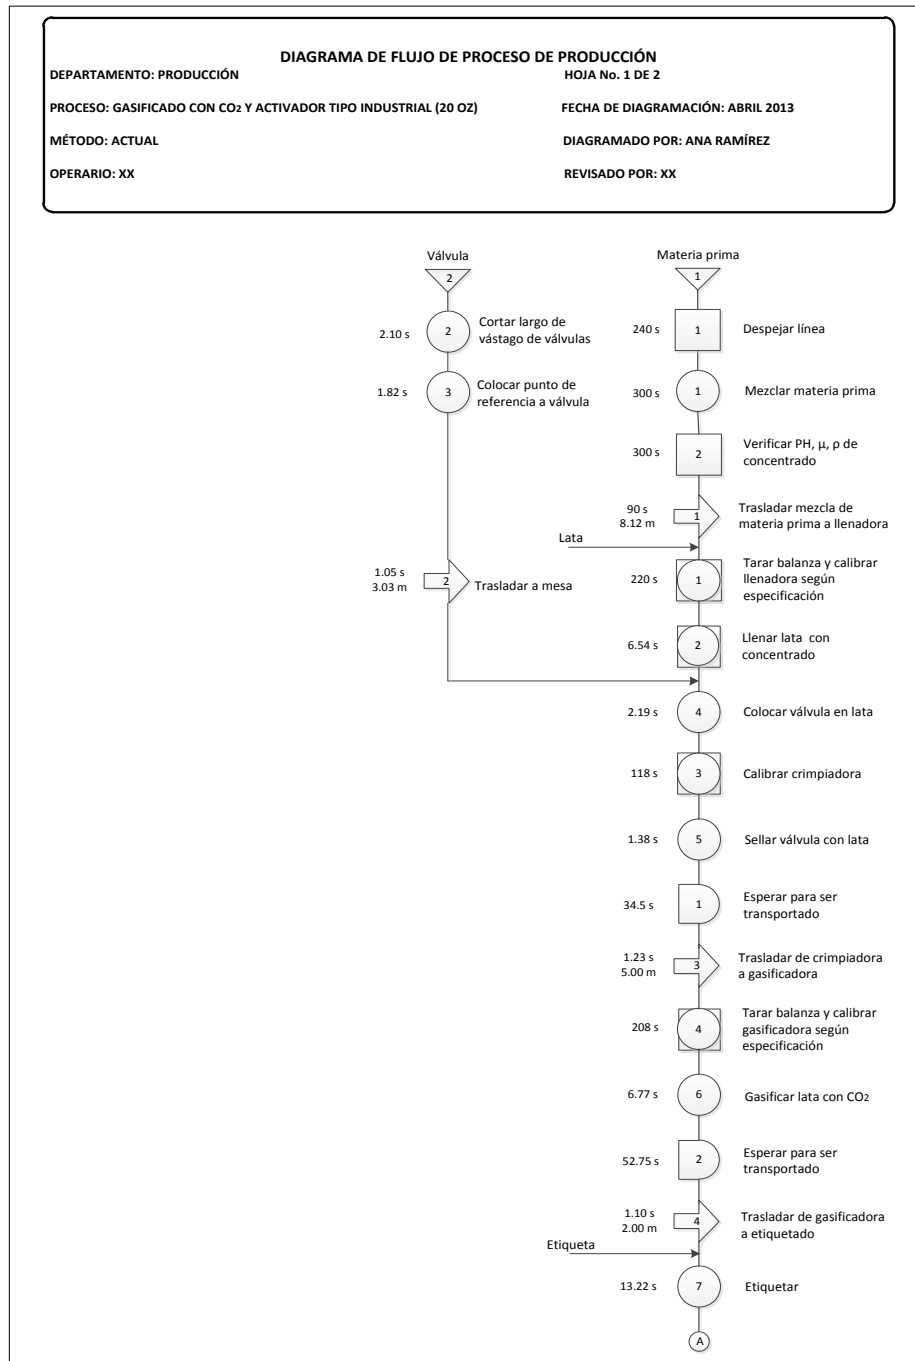 DIAGRAMA DE FLUJO DE PROCESO DE PRODUCCIÓN
DEPARTAMENTO: PRODUCCIÓN
HOJA No. 1 DE 2
PROCESO: GASIFICADO CON CO2 Y ACTIVADOR TIPO INDUSTRIAL (20 OZ)
FECHA DE DIAGRAMACIÓN: ABRIL 2013
MÉTODO: ACTUAL
DIAGRAMADO POR: ANA RAMÍREZ
OPERARIO: XX
REVISADO POR: XX
Válvula
2
2.10 s
2
Cortar largo de
vástago de válvulas
1.82 s
3
Colocar punto de
referencia a válvula
1.05 s
3.03 m
2
Trasladar a mesa
Materia prima
1
240 s
1
Despejar línea
300 s
1
Mezclar materia prima
300 s
2
Verificar PH, μ, ρ de
concentrado
90 s
8.12 m
1
Trasladar mezcla de
materia prima a llenadora
Lata
220 s
1
Tarar balanza y calibrar
llenadora según
especificación
6.54 s
2
Llenar lata con
concentrado
2.19 s
4
Colocar válvula en lata
118 s
3
Calibrar crimpiadora
1.38 s
5
Sellar válvula con lata
34.5 s
1
Esperar para ser
transportado
1.23 s
5.00 m
3
Trasladar de crimpiadora
a gasificadora
208 s
4
Tarar balanza y calibrar
gasificadora según
especificación
6.77 s
6
Gasificar lata con CO2
52.75 s
2
Esperar para ser
transportado
1.10 s
2.00 m
4
Trasladar de gasificadora
a etiquetado
Etiqueta
13.22 s
7
Etiquetar
A